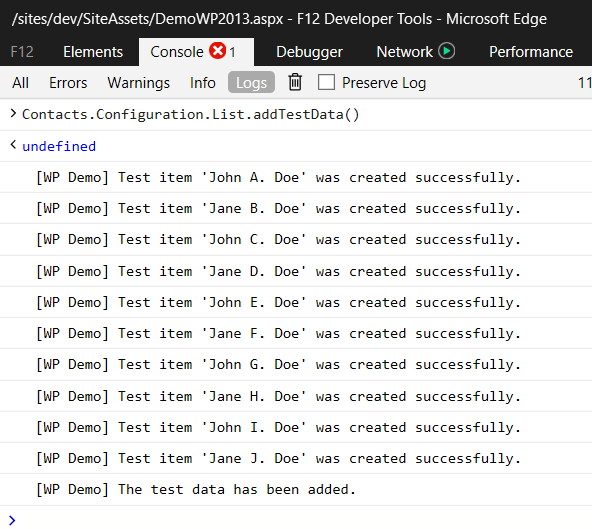 /sites/dev/SiteAssets/DemoWP2013.aspx - F12 Developer Tools - Microsoft Edge
F12 Elements Console 1 Debugger Network Performance
All Errors Warnings Info Logs Preserve Log 11
> Contacts.Configuration.List.addTestData()
< undefined
[WP Demo] Test item 'John A. Doe' was created successfully.
[WP Demo] Test item 'Jane B. Doe' was created successfully.
[WP Demo] Test item 'John C. Doe' was created successfully.
[WP Demo] Test item 'Jane D. Doe' was created successfully.
[WP Demo] Test item 'John E. Doe' was created successfully.
[WP Demo] Test item 'Jane F. Doe' was created successfully.
[WP Demo] Test item 'John G. Doe' was created successfully.
[WP Demo] Test item 'Jane H. Doe' was created successfully.
[WP Demo] Test item 'John I. Doe' was created successfully.
[WP Demo] Test item 'Jane J. Doe' was created successfully.
[WP Demo] The test data has been added.
>